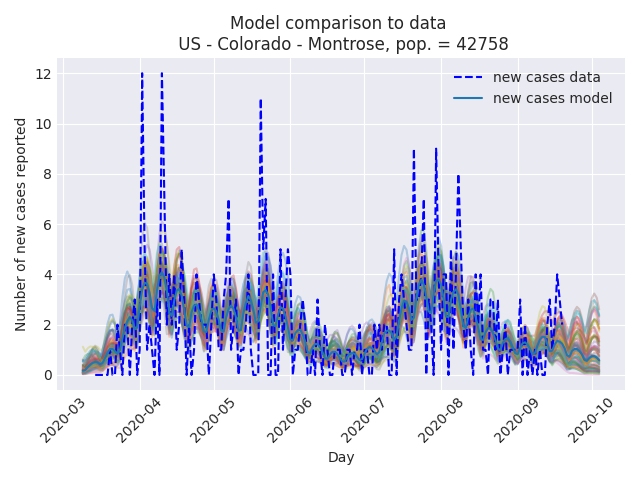 Model comparison to data
US - Colorado - Montrose, pop. = 42758
Number of new cases reported
12
10
8
6
4
2
0
new cases data
new cases model
2020-03
2020-04
2020-05
2020-06
2020-07
2020-08
2020-09
2020-10
Day